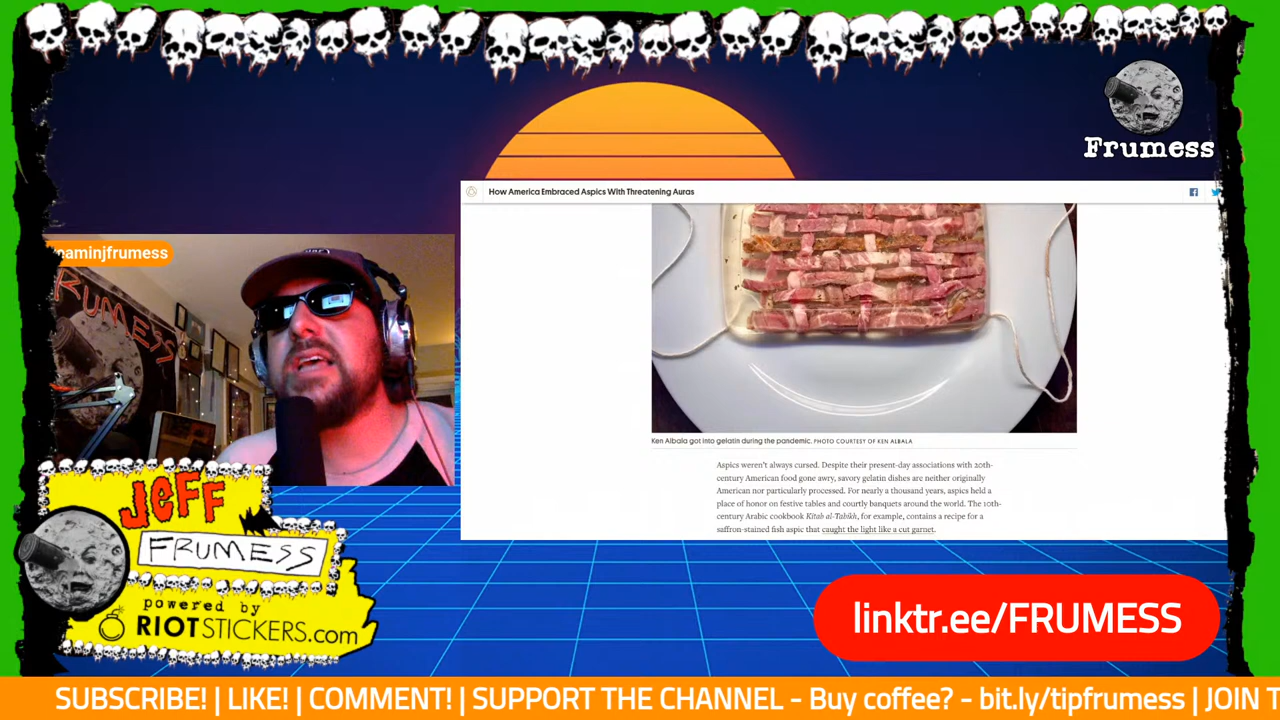 Frumess
How America Embraced Aspics With Threatening Auras
aminjfrumess
FRUMESS
Ken Albala got into gelatin during the pandemic. PHOTO COURTESY OF KEN ALBALA
Aspics weren't always cursed. Despite their present-day associations with 20th-
century American food gone awry, savory gelatin dishes are neither originally
American nor particularly processed. For nearly a thousand years, aspics held a
place of honor on festive tables and courtly banquets around the world. The 10th-
century Arabic cookbook Kitab al-Tabikh, for example, contains a recipe for a
saffron-stained fish aspic that caught the light like a cut garnet.
JEFF
FRUMESS
powered by
RIOTSTICKERS.com
linktr.ee/FRUMESS
SUBSCRIBE! | LIKE! | COMMENT! | SUPPORT THE CHANNEL - Buy coffee? - bit.ly/tipfrumess | JOIN T